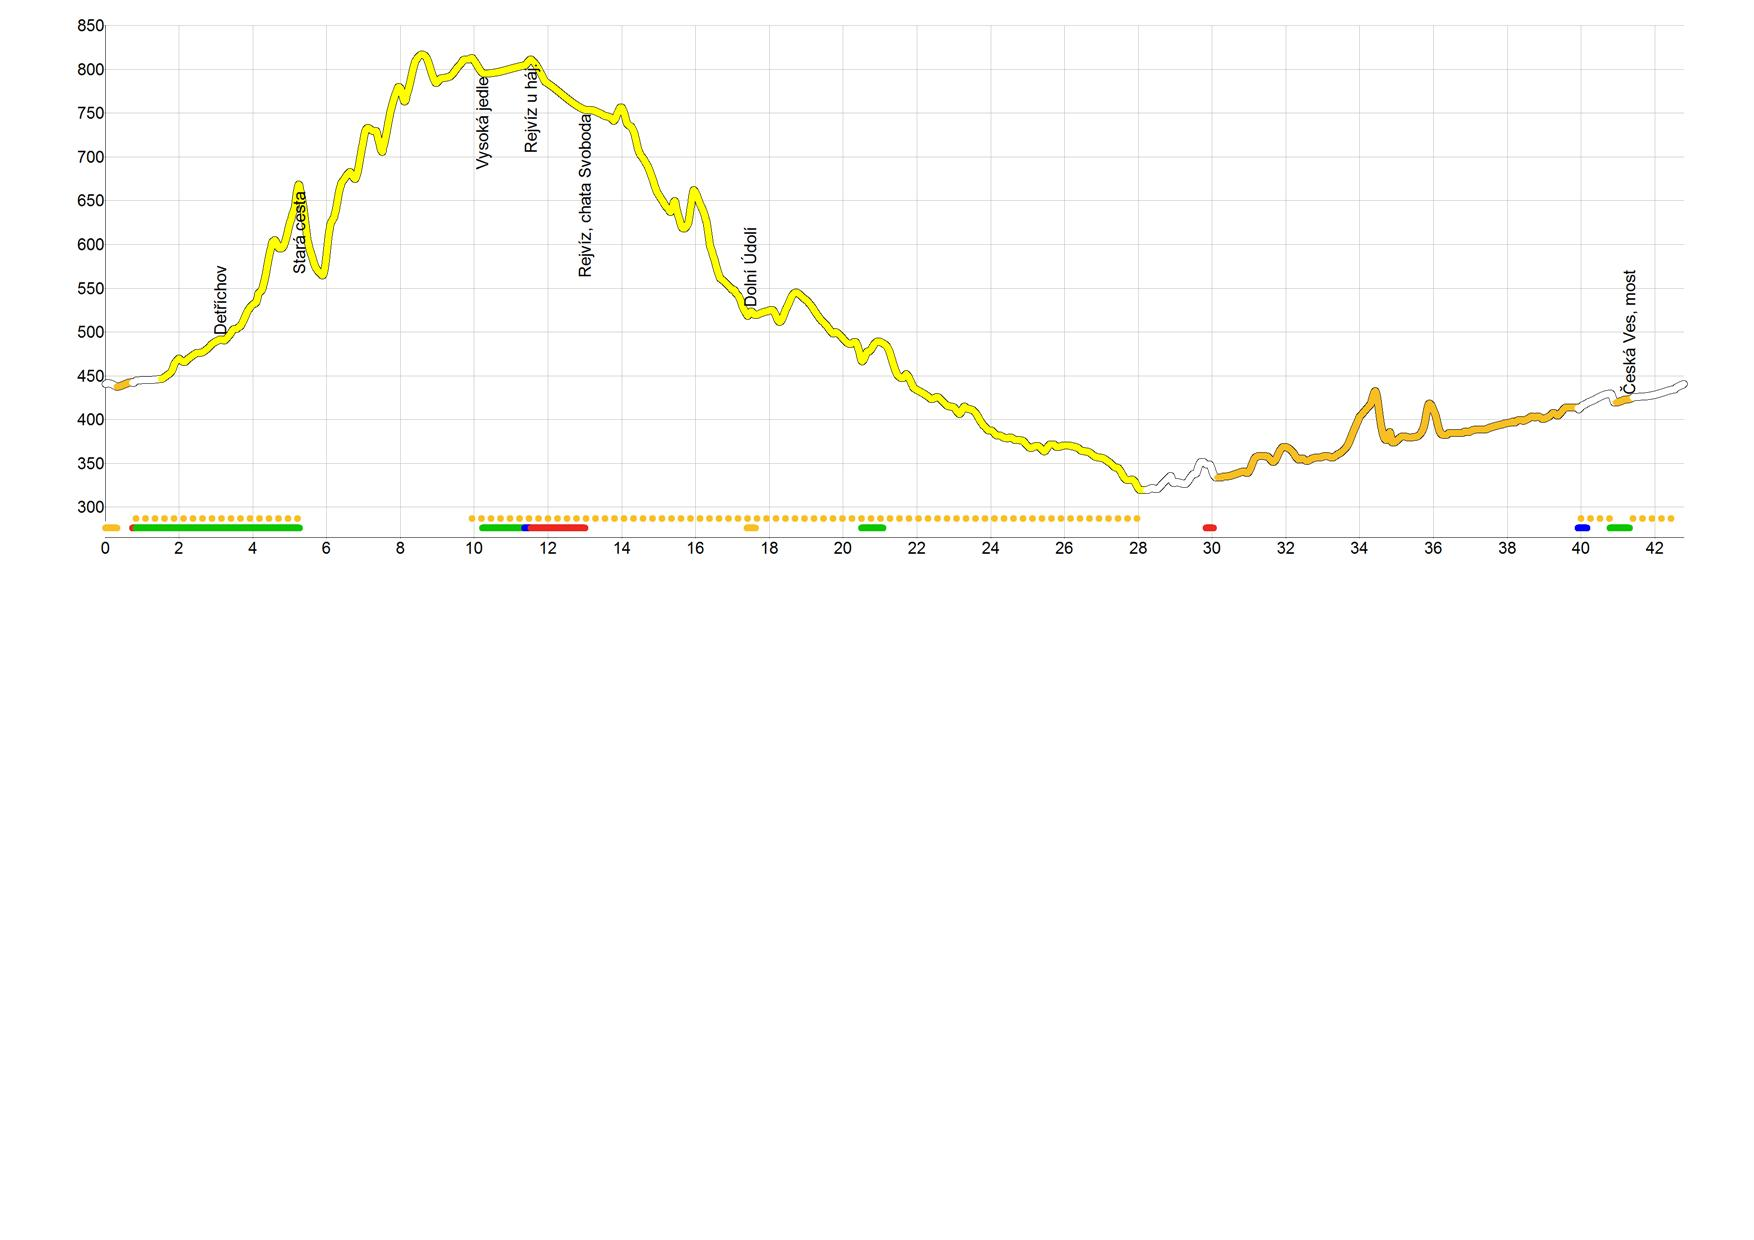 850
800
750
700
650
600
550
500
450
400
350
300
Detřichov
Stará cesta
Vysoká jedle
Rejvíz u háj.
Rejvíz, chata Svoboda
Dolní Údolí
Česká Ves, most
0 2 4 6 8 10 12 14 16 18 20 22 24 26 28 30 32 34 36 38 40 42